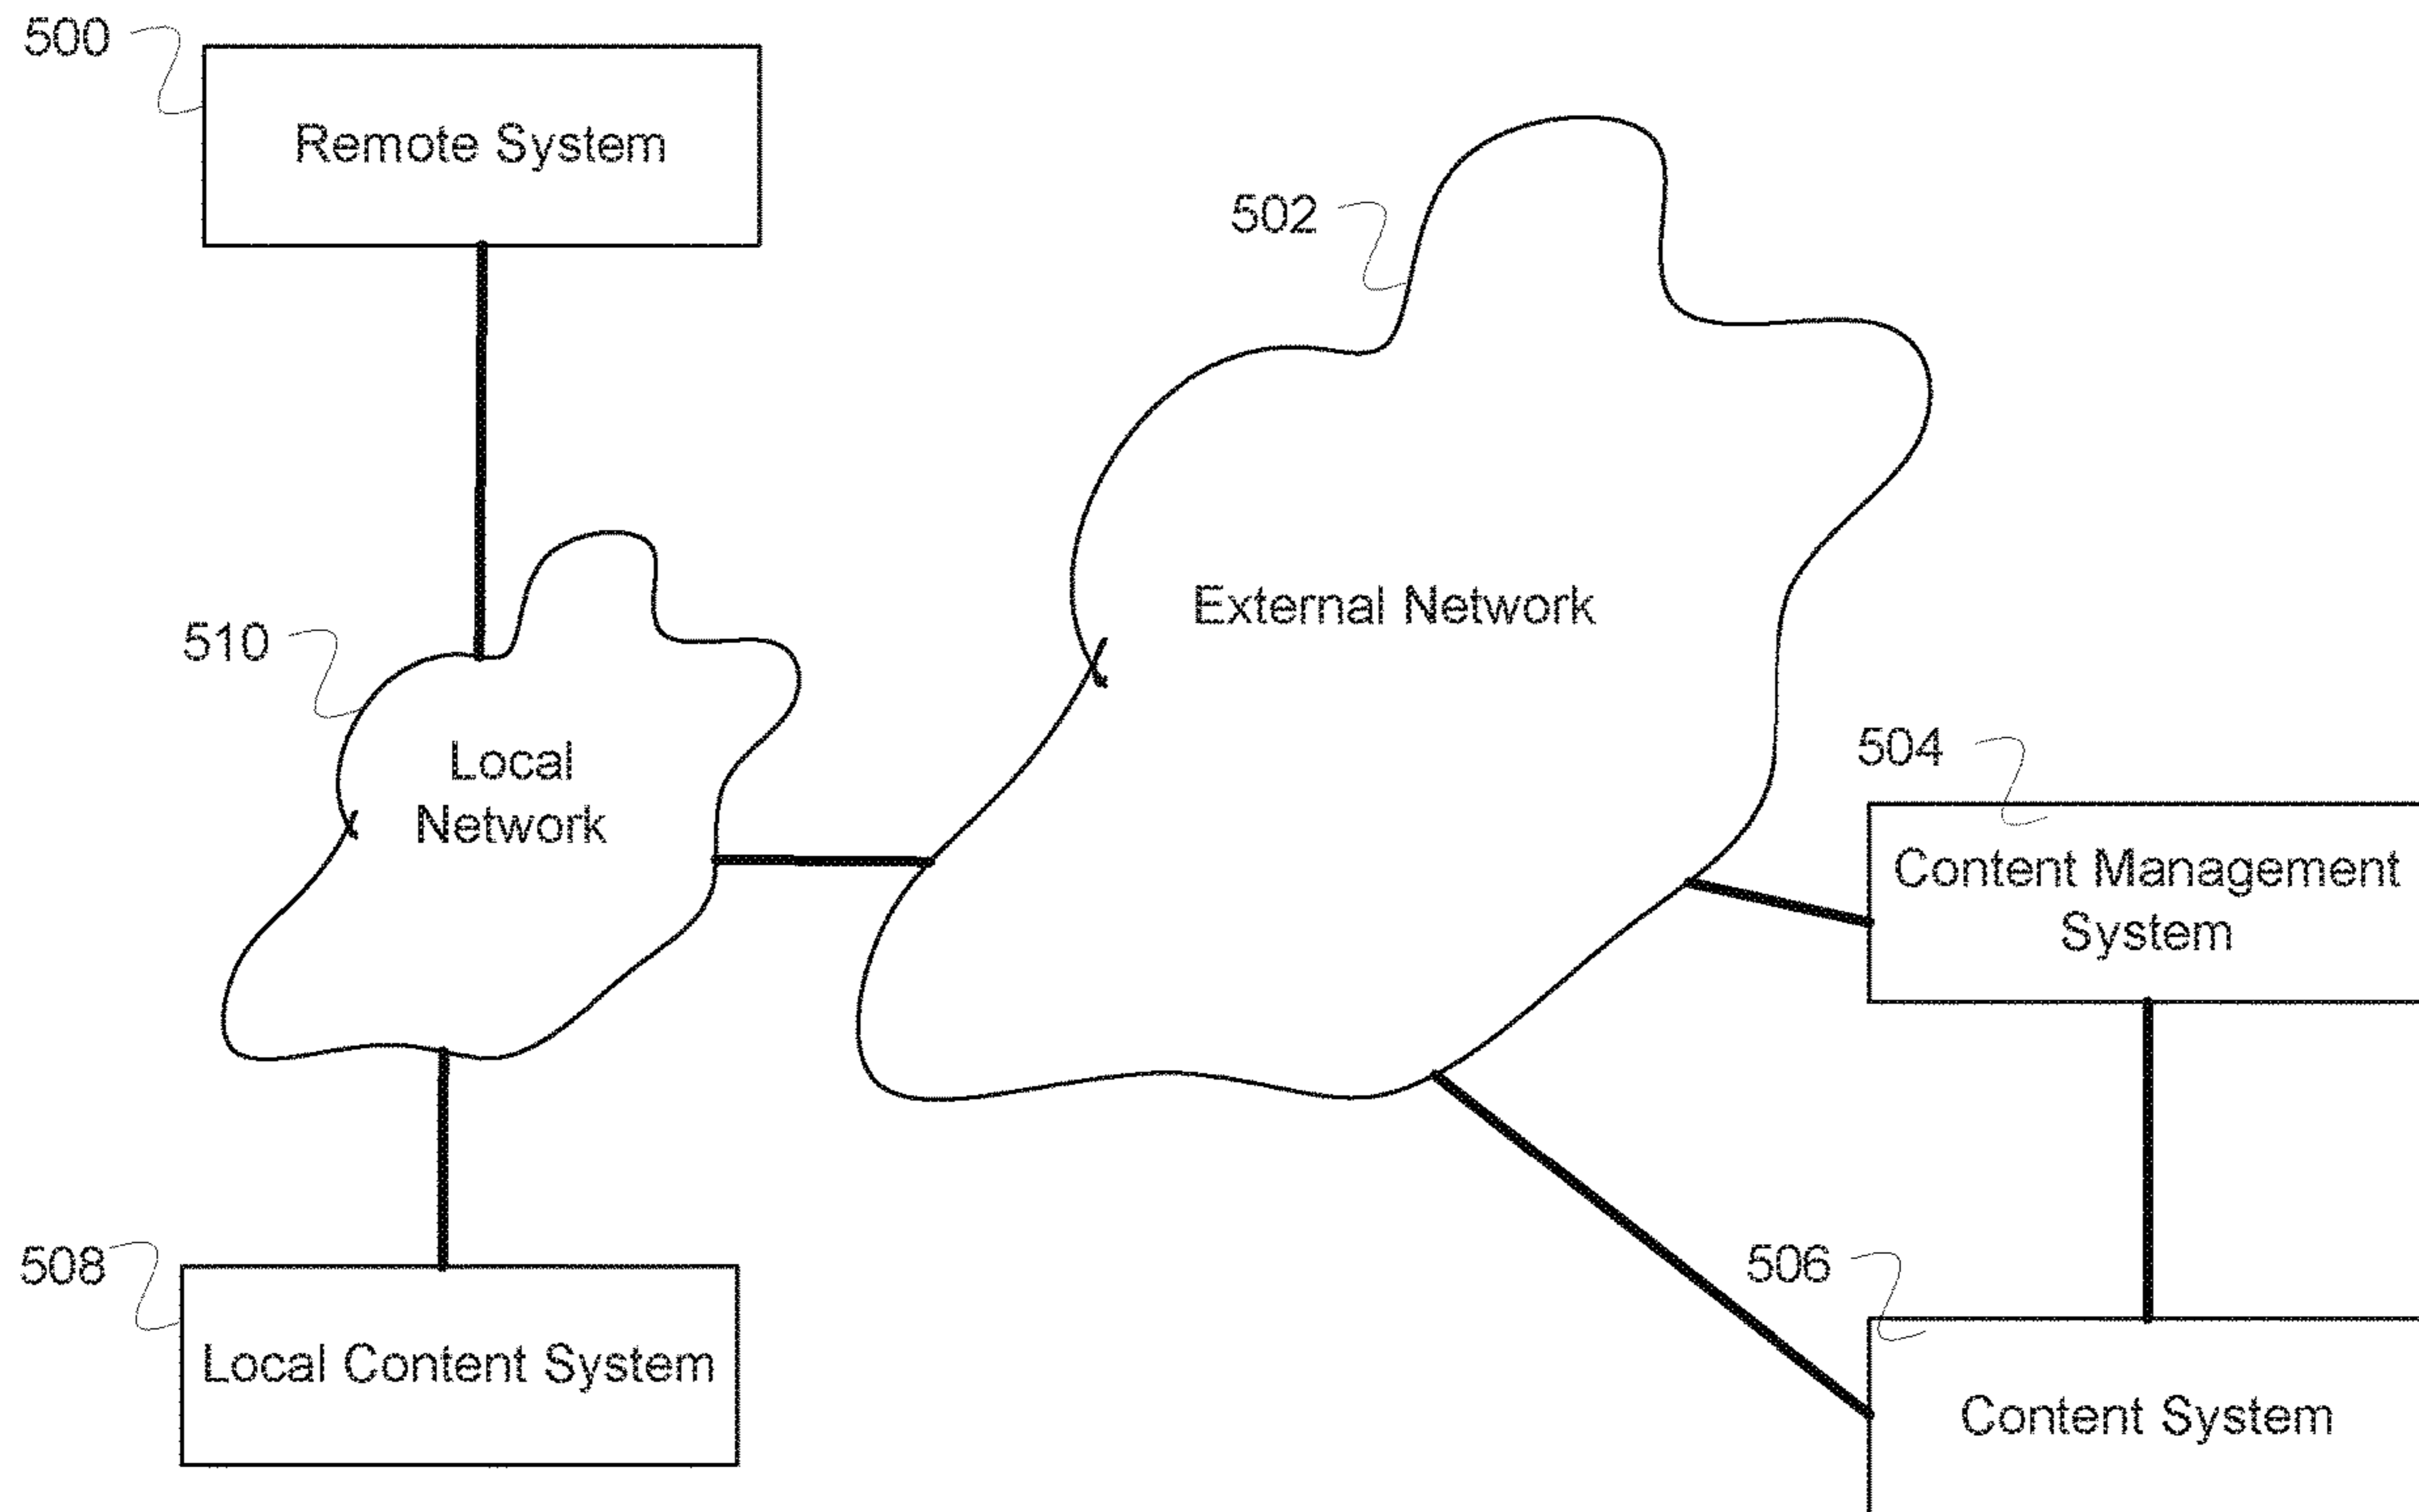 500
Remote System
502
External Network
510
Local
Network
504
Content Management
System
508
Local Content System
506
Content System